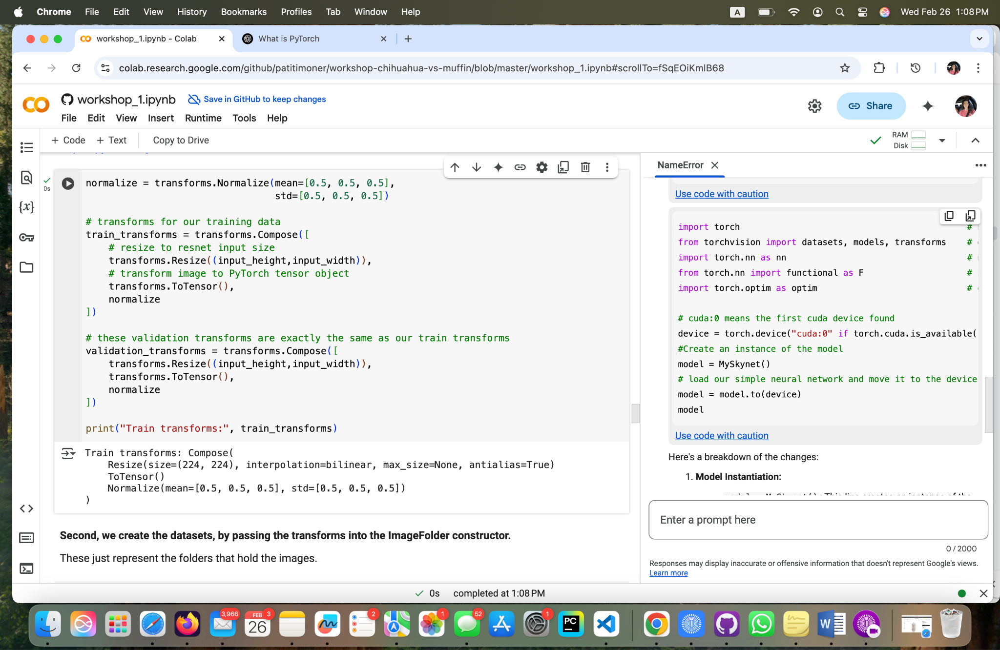 Chrome File Edit View History Bookmarks Profiles Tab Window Help A Wed Feb 26 1:08 PM
workshop_1.ipynb - Colab What is PyTorch
colab.research.google.com/github/patitimoner/workshop-chihuahua-vs-muffin/blob/master/workshop_1.ipynb#scrollTo=fSqEOiKmlB68
workshop_1.ipynb Save in GitHub to keep changes
Share
File Edit View Insert Runtime Tools Help
+ Code + Text Copy to Drive
RAM
Disk
0s
normalize = transforms.Normalize(mean=[0.5, 0.5, 0.5],
std=[0.5, 0.5, 0.5])
# transforms for our training data
train_transforms = transforms.Compose([
# resize to resnet input size
transforms.Resize((input_height,input_width)),
# transform image to PyTorch tensor object
transforms.ToTensor(),
normalize
])
# these validation transforms are exactly the same as our train transforms
validation_transforms = transforms.Compose([
transforms.Resize((input_height,input_width)),
transforms.ToTensor(),
normalize
])
print("Train transforms:", train_transforms)
Train transforms: Compose(
Resize(size=(224, 224), interpolation=bilinear, max_size=None, antialias=True)
ToTensor()
Normalize(mean=[0.5, 0.5, 0.5], std=[0.5, 0.5, 0.5])
)
Second, we create the datasets, by passing the transforms into the ImageFolder constructor.
These just represent the folders that hold the images.
NameError
Use code with caution
import torch #
from torchvision import datasets, models, transforms #
import torch.nn as nn #
from torch.nn import functional as F #
import torch.optim as optim #
# cuda:0 means the first cuda device found
device = torch.device("cuda:0" if torch.cuda.is_available(
#Create an instance of the model
model = MySkynet()
# load our simple neural network and move it to the device
model = model.to(device)
model
Use code with caution
Here's a breakdown of the changes:
1. Model Instantiation:
Enter a prompt here
0 / 2000
Responses may display inaccurate or offensive information that doesn't represent Google's views.
Learn more
0s completed at 1:08 PM
3,966
FEB 3
26
2
1
52
1
PC
W